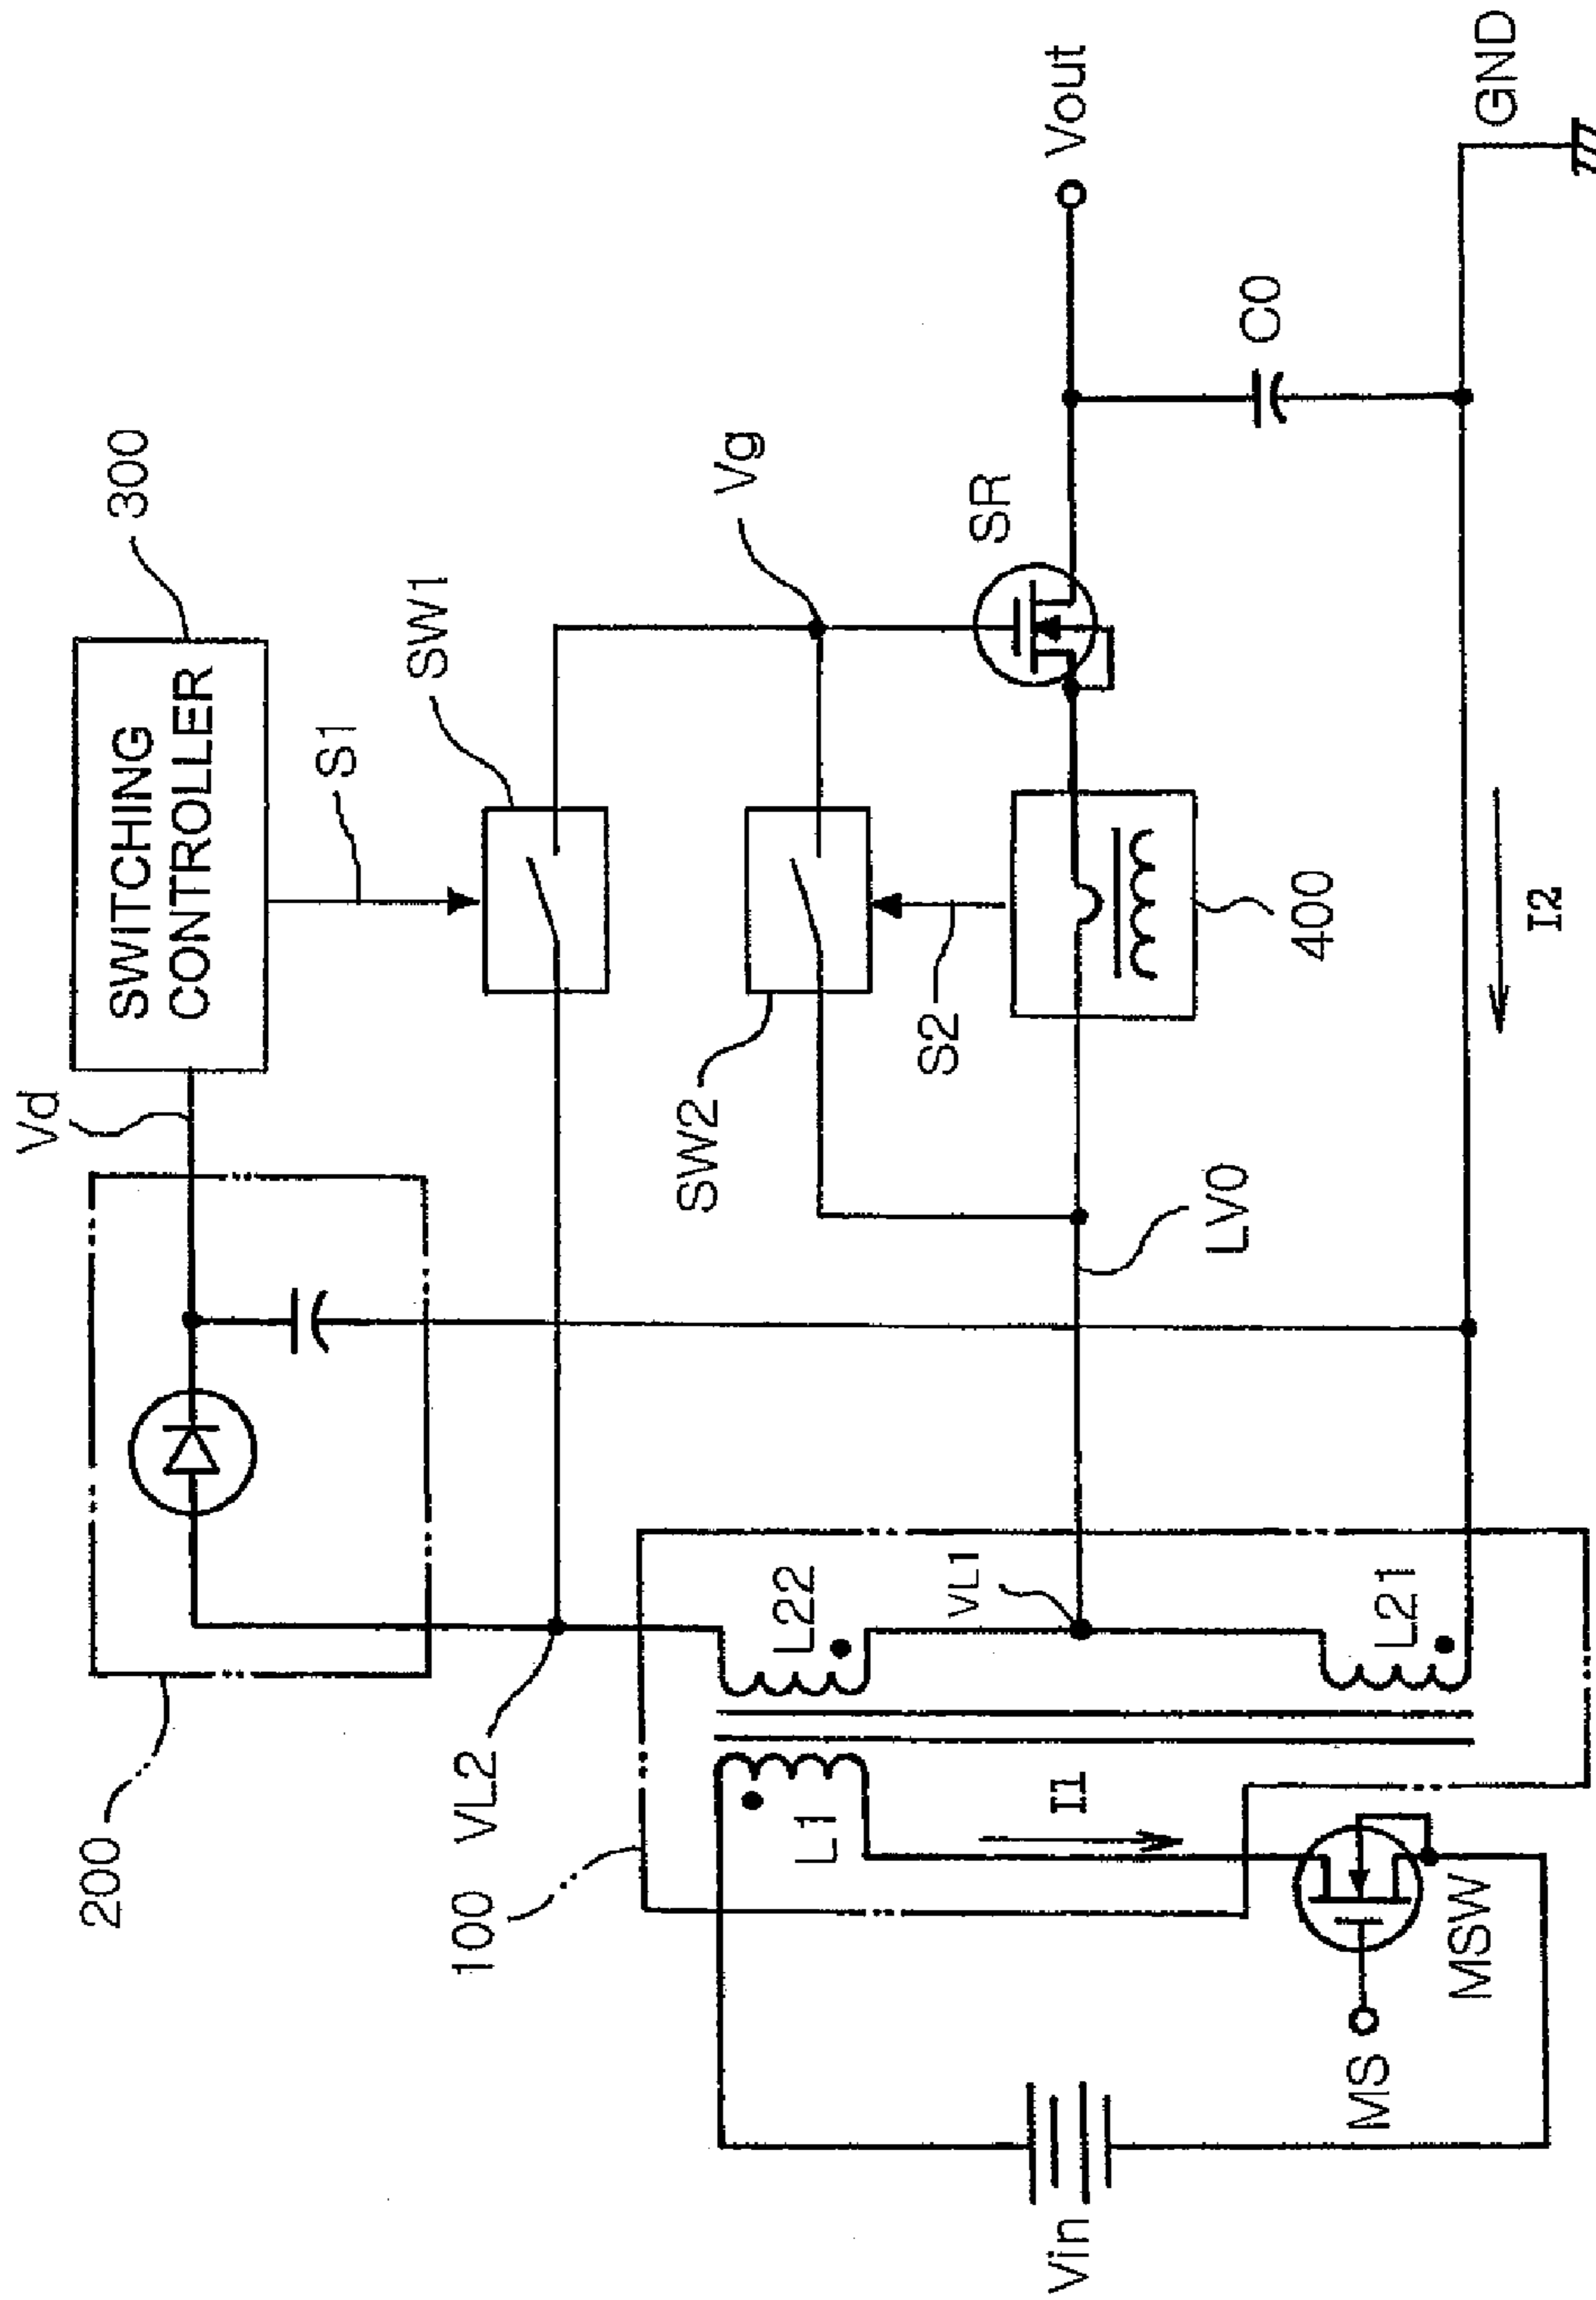 200
Vd
SWITCHING
CONTROLLER
300
S1
VL2
SW1
100
SW2
Vg
L22
S2
L1
VL1
LV0
SR
Vout
I1
400
C0
Vin
MS
MSW
L21
I2
GND